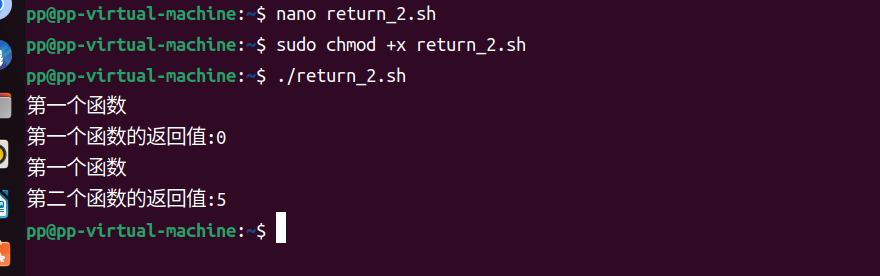 pp@pp-virtual-machine:~$ nano return_2.sh
pp@pp-virtual-machine:~$ sudo chmod +x return_2.sh
pp@pp-virtual-machine:~$ ./return_2.sh
第一个函数
第一个函数的返回值:0
第一个函数
第二个函数的返回值:5
pp@pp-virtual-machine:~$